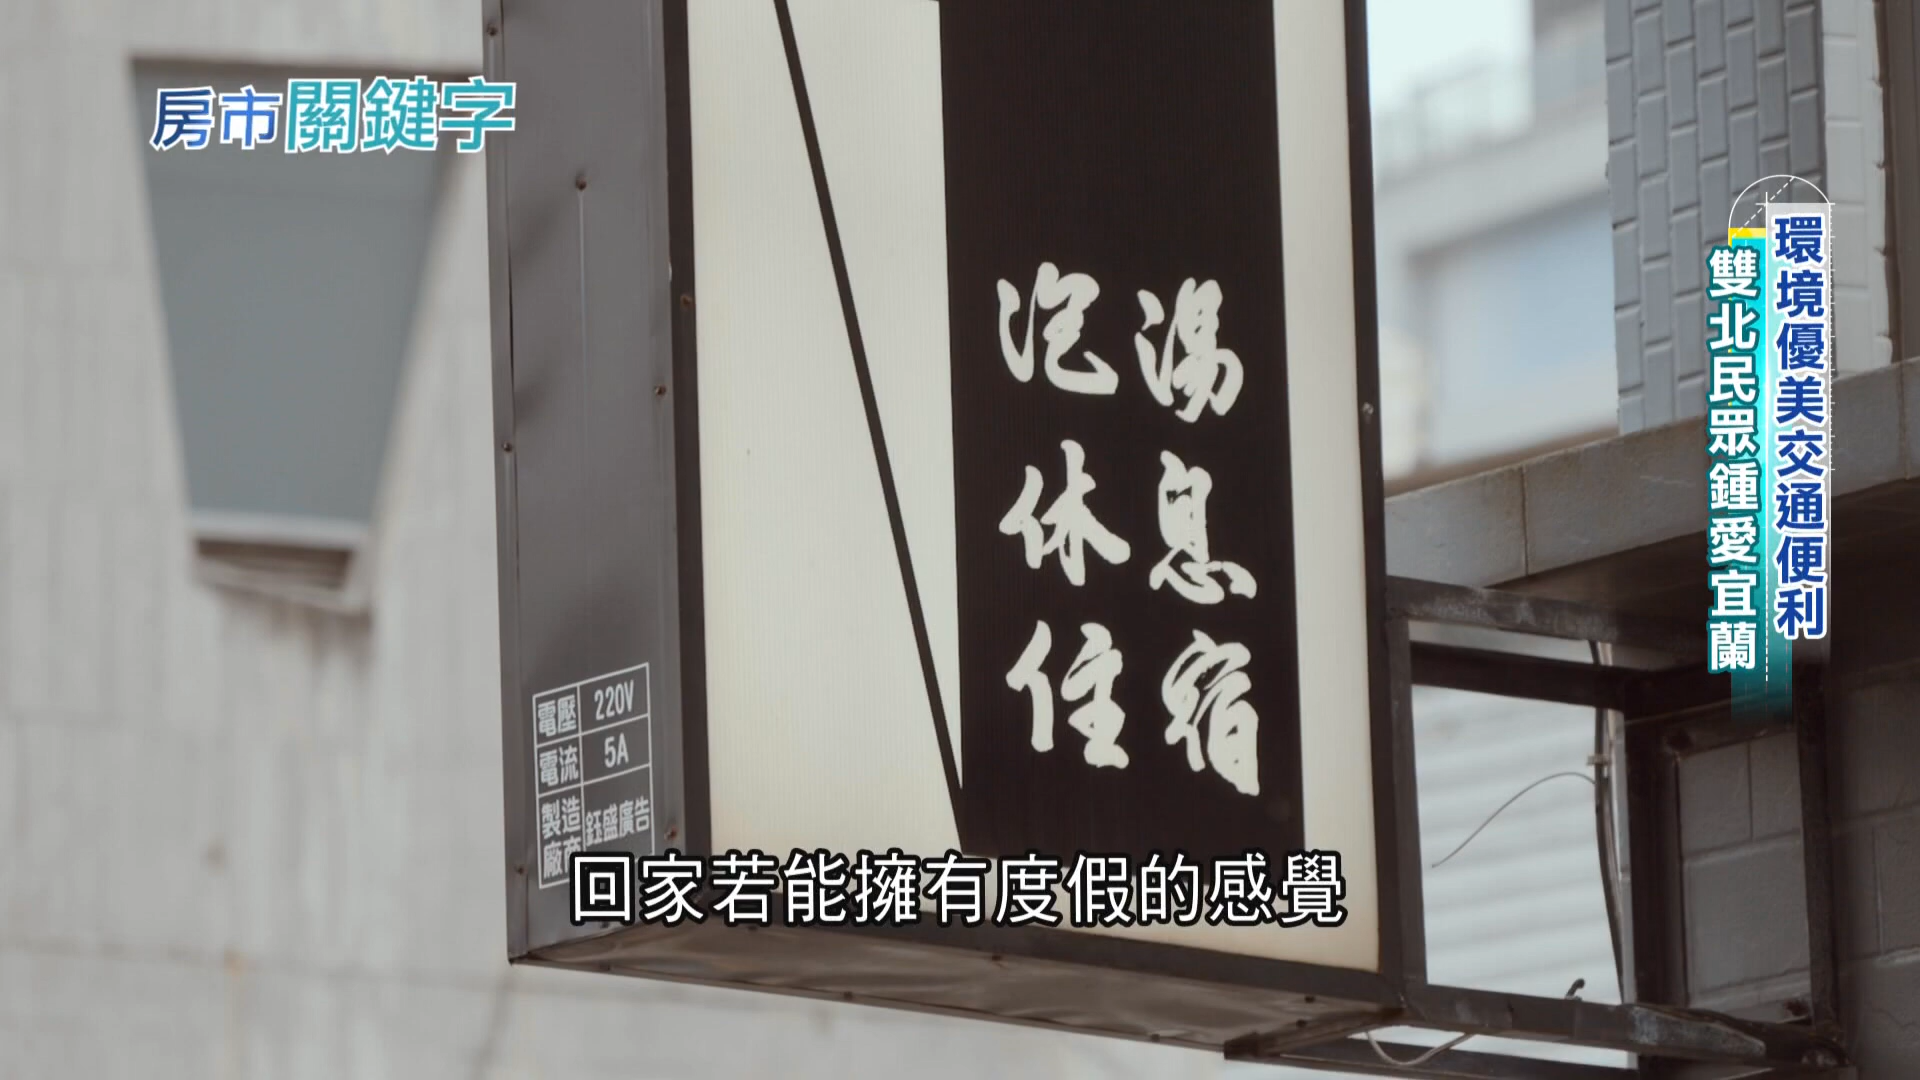 房市關鍵字
環境優美交通便利
雙北民眾鍾愛宜蘭
泡湯
休息
住宿
電壓 220V
電流 5A
製造廠商 鈺盛廣告
回家若能擁有度假的感覺